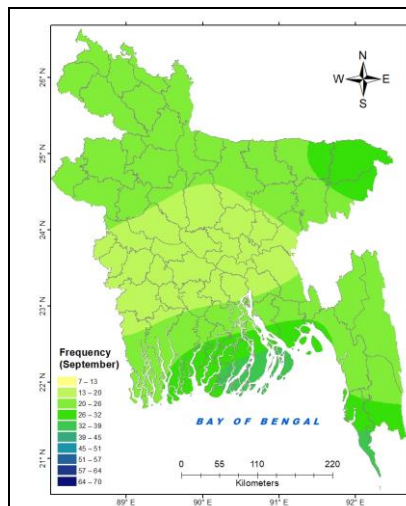 N
W E
S
26° N
25° N
24° N
23° N
22° N
21° N
Frequency
(September)
7 – 13
13 – 20
20 – 26
26 – 32
32 – 39
39 – 45
45 – 51
51 – 57
57 – 64
64 – 70
BAY OF BENGAL
0 55 110 220
Kilometers
89° E 90° E 91° E 92° E